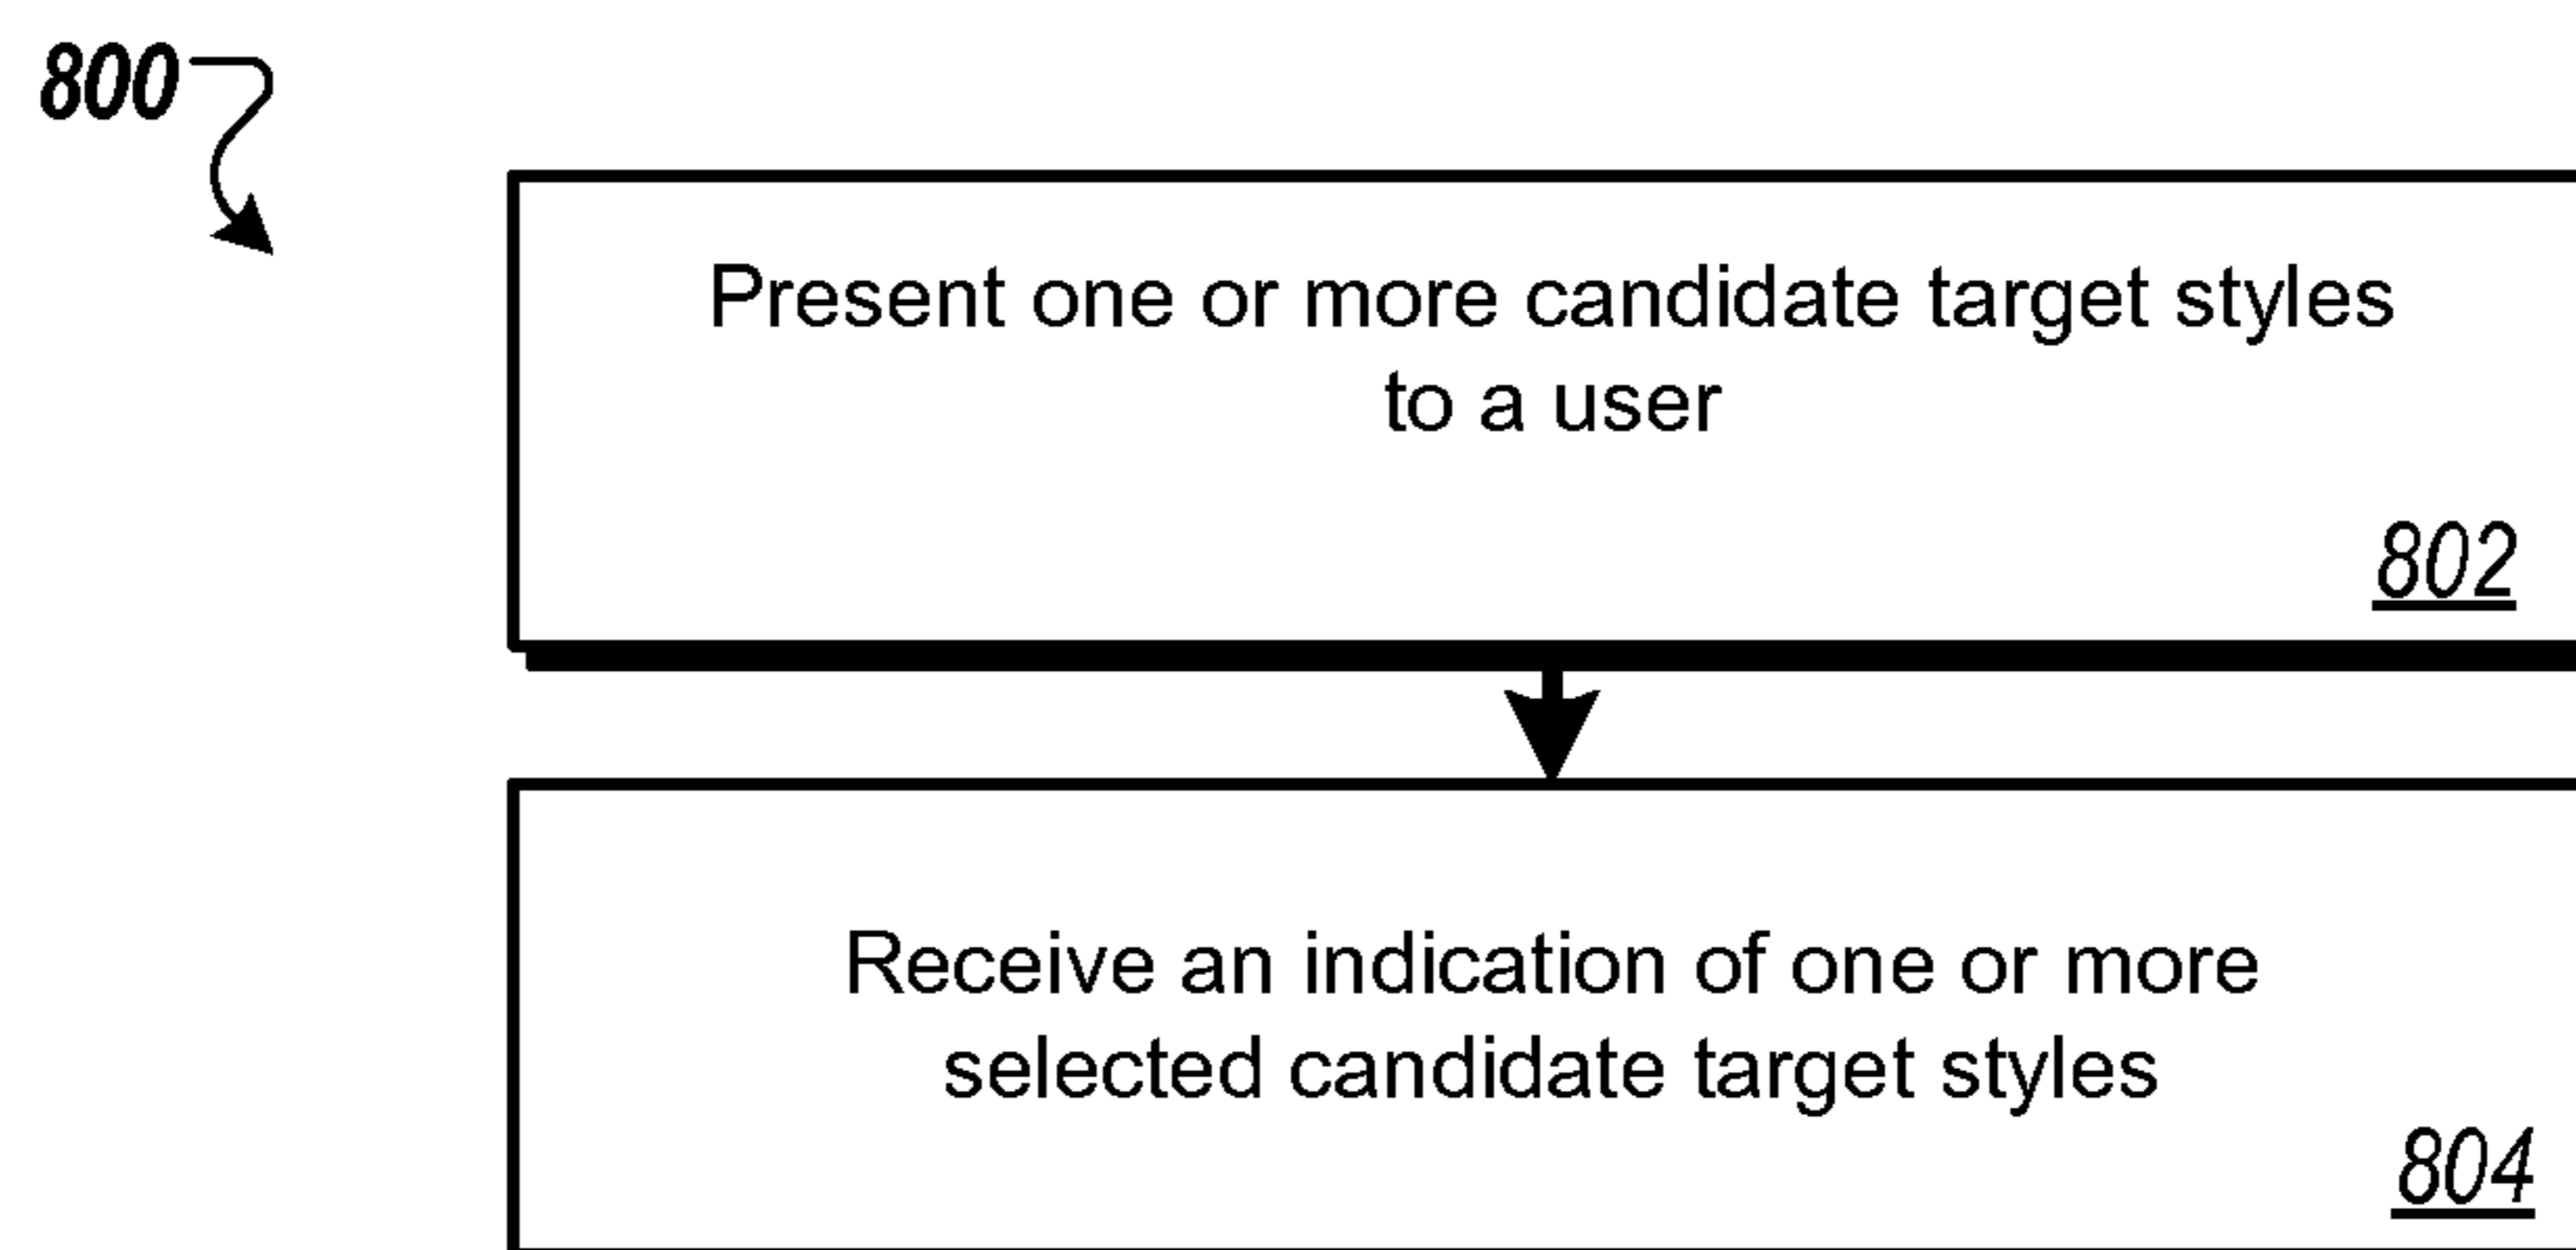 800
Present one or more candidate target styles
to a user
802
Receive an indication of one or more
selected candidate target styles
804